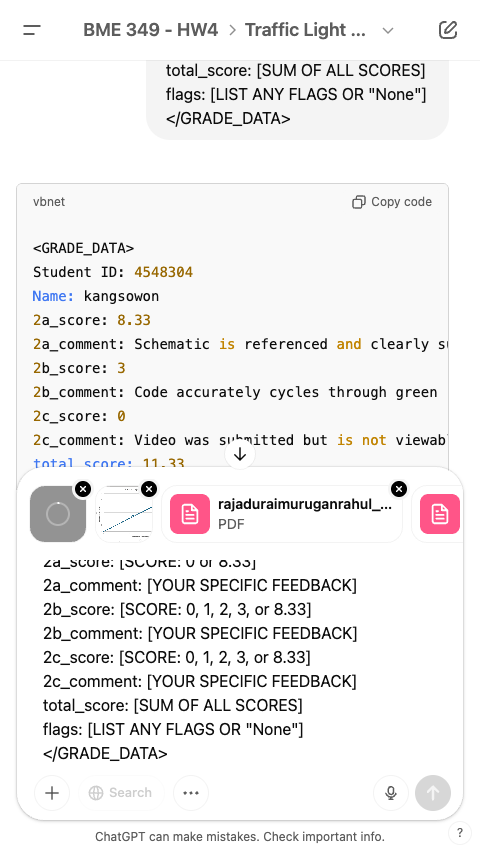 BME 349 - HW4 > Traffic Light ...
total_score: [SUM OF ALL SCORES]
flags: [LIST ANY FLAGS OR "None"]
</GRADE_DATA>
vbnet
Copy code
<GRADE_DATA>
Student ID: 4548304
Name: kangsowon
2a_score: 8.33
2a_comment: Schematic is referenced and clearly
2b_score: 3
2b_comment: Code accurately cycles through green
2c_score: 0
2c_comment: Video was submitted but is not
total_score: 11.33
rajaduraimuruganrahul_...
PDF
2a_score: [SCORE: 0 or 8.33]
2a_comment: [YOUR SPECIFIC FEEDBACK]
2b_score: [SCORE: 0, 1, 2, 3, or 8.33]
2b_comment: [YOUR SPECIFIC FEEDBACK]
2c_score: [SCORE: 0, 1, 2, 3, or 8.33]
2c_comment: [YOUR SPECIFIC FEEDBACK]
total_score: [SUM OF ALL SCORES]
flags: [LIST ANY FLAGS OR "None"]
</GRADE_DATA>
Search
ChatGPT can make mistakes. Check important info.
?